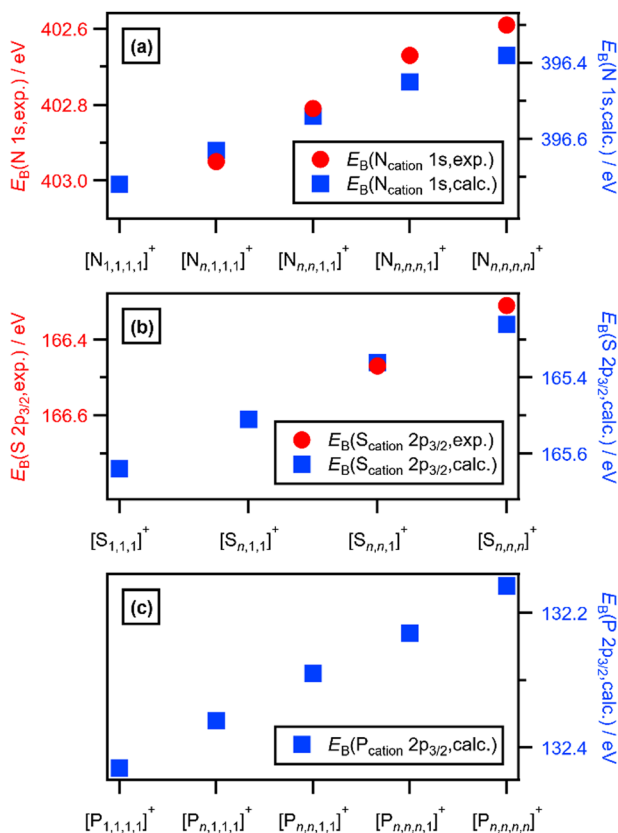 (a)
E_B(N 1s,exp.) / eV
402.6
402.8
403.0
396.4
396.6
E_B(N 1s,calc.) / eV
E_B(N_cation 1s,exp.)
E_B(N_cation 1s,calc.)
[N_1,1,1,1]^+ [N_n,1,1,1]^+ [N_n,n,1,1]^+ [N_n,n,n,1]^+ [N_n,n,n,n]^+
(b)
E_B(S 2p_3/2,exp.) / eV
166.4
166.6
165.4
165.6
E_B(S 2p_3/2,calc.) / eV
E_B(S_cation 2p_3/2,exp.)
E_B(S_cation 2p_3/2,calc.)
[S_1,1,1]^+ [S_n,1,1]^+ [S_n,n,1]^+ [S_n,n,n]^+
(c)
132.2
132.4
E_B(P 2p_3/2,calc.) / eV
E_B(P_cation 2p_3/2,calc.)
[P_1,1,1,1]^+ [P_n,1,1,1]^+ [P_n,n,1,1]^+ [P_n,n,n,1]^+ [P_n,n,n,n]^+